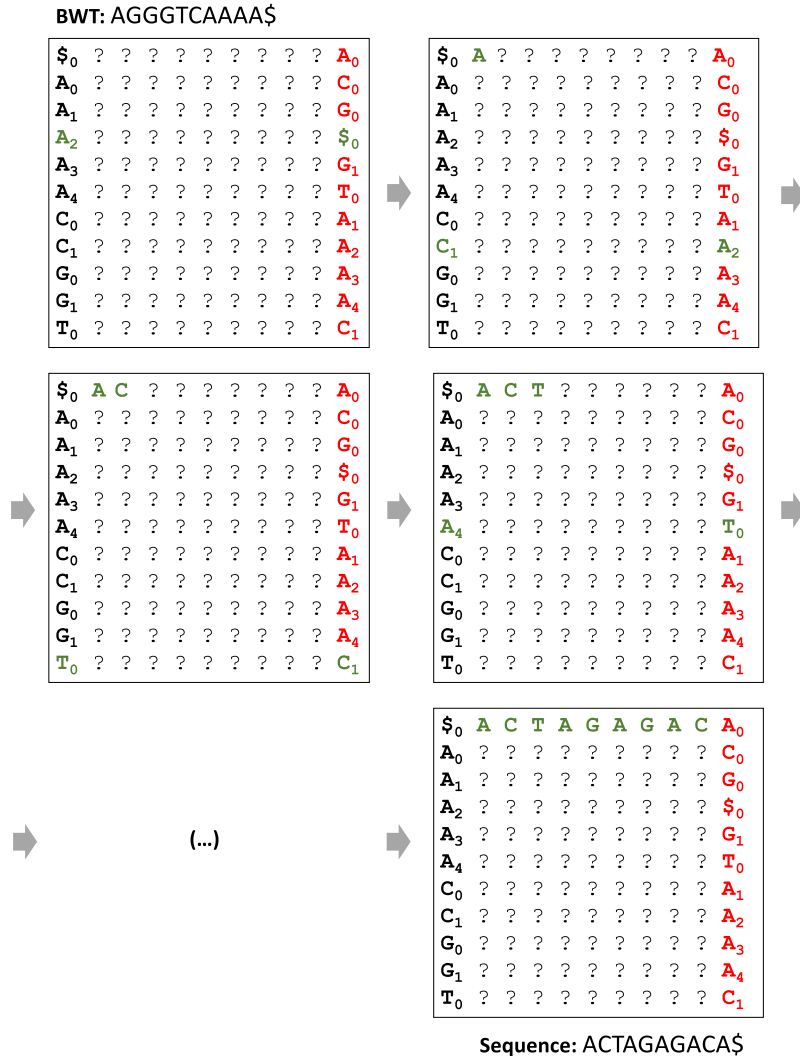 BWT: AGGGTCAAAA$
$0 ? ? ? ? ? ? ? ? ? A0
A0 ? ? ? ? ? ? ? ? ? C0
A1 ? ? ? ? ? ? ? ? ? G0
A2 ? ? ? ? ? ? ? ? ? $0
A3 ? ? ? ? ? ? ? ? ? G1
A4 ? ? ? ? ? ? ? ? ? T0
C0 ? ? ? ? ? ? ? ? ? A1
C1 ? ? ? ? ? ? ? ? ? A2
G0 ? ? ? ? ? ? ? ? ? A3
G1 ? ? ? ? ? ? ? ? ? A4
T0 ? ? ? ? ? ? ? ? ? C1
$0 A ? ? ? ? ? ? ? ? A0
A0 ? ? ? ? ? ? ? ? ? C0
A1 ? ? ? ? ? ? ? ? ? G0
A2 ? ? ? ? ? ? ? ? ? $0
A3 ? ? ? ? ? ? ? ? ? G1
A4 ? ? ? ? ? ? ? ? ? T0
C0 ? ? ? ? ? ? ? ? ? A1
C1 ? ? ? ? ? ? ? ? ? A2
G0 ? ? ? ? ? ? ? ? ? A3
G1 ? ? ? ? ? ? ? ? ? A4
T0 ? ? ? ? ? ? ? ? ? C1
$0 A C ? ? ? ? ? ? ? A0
A0 ? ? ? ? ? ? ? ? ? C0
A1 ? ? ? ? ? ? ? ? ? G0
A2 ? ? ? ? ? ? ? ? ? $0
A3 ? ? ? ? ? ? ? ? ? G1
A4 ? ? ? ? ? ? ? ? ? T0
C0 ? ? ? ? ? ? ? ? ? A1
C1 ? ? ? ? ? ? ? ? ? A2
G0 ? ? ? ? ? ? ? ? ? A3
G1 ? ? ? ? ? ? ? ? ? A4
T0 ? ? ? ? ? ? ? ? ? C1
$0 A C T ? ? ? ? ? ? A0
A0 ? ? ? ? ? ? ? ? ? C0
A1 ? ? ? ? ? ? ? ? ? G0
A2 ? ? ? ? ? ? ? ? ? $0
A3 ? ? ? ? ? ? ? ? ? G1
A4 ? ? ? ? ? ? ? ? ? T0
C0 ? ? ? ? ? ? ? ? ? A1
C1 ? ? ? ? ? ? ? ? ? A2
G0 ? ? ? ? ? ? ? ? ? A3
G1 ? ? ? ? ? ? ? ? ? A4
T0 ? ? ? ? ? ? ? ? ? C1
(...)
$0 A C T A G A G A C A0
A0 ? ? ? ? ? ? ? ? ? C0
A1 ? ? ? ? ? ? ? ? ? G0
A2 ? ? ? ? ? ? ? ? ? $0
A3 ? ? ? ? ? ? ? ? ? G1
A4 ? ? ? ? ? ? ? ? ? T0
C0 ? ? ? ? ? ? ? ? ? A1
C1 ? ? ? ? ? ? ? ? ? A2
G0 ? ? ? ? ? ? ? ? ? A3
G1 ? ? ? ? ? ? ? ? ? A4
T0 ? ? ? ? ? ? ? ? ? C1
Sequence: ACTAGAGACA$